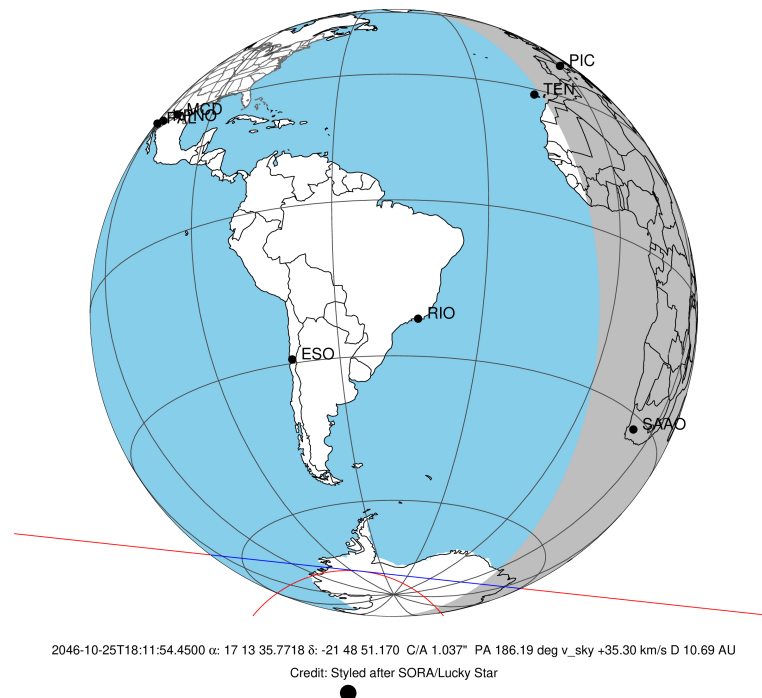 PIC
TEN
MCD
RIO
ESO
SAAO
2046-10-25T18:11:54.4500 α: 17 13 35.7718 δ: -21 48 51.170 C/A 1.037" PA 186.19 deg v_sky +35.30 km/s D 10.69 AU
Credit: Styled after SORA/Lucky Star